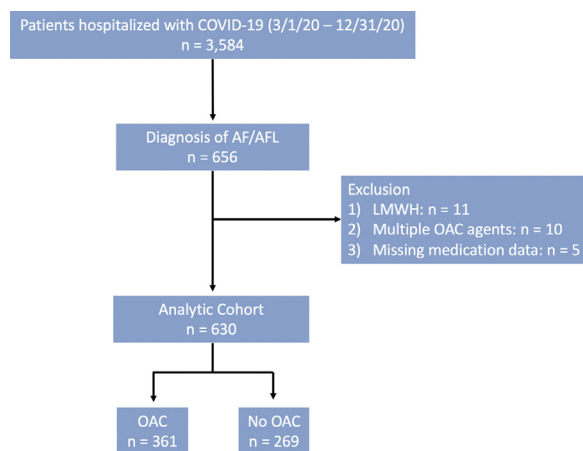 Patients hospitalized with COVID-19 (3/1/20 – 12/31/20)
n = 3,584
Diagnosis of AF/AFL
n = 656
Exclusion
1) LMWH: n = 11
2) Multiple OAC agents: n = 10
3) Missing medication data: n = 5
Analytic Cohort
n = 630
OAC
n = 361
No OAC
n = 269